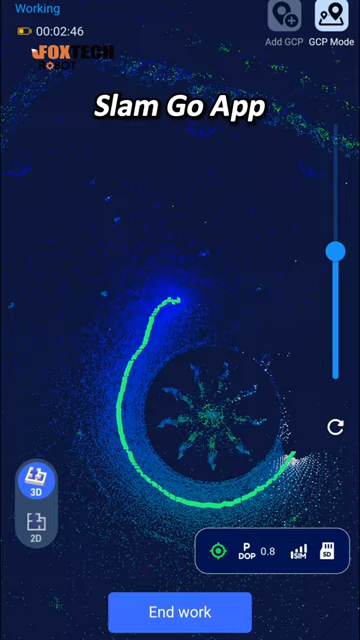 Working
00:02:46
FOXTECH
ROBOT
Add GCP
GCP Mode
Slam Go App
3D
2D
P
DOP
0.8
SIM
SD
End work